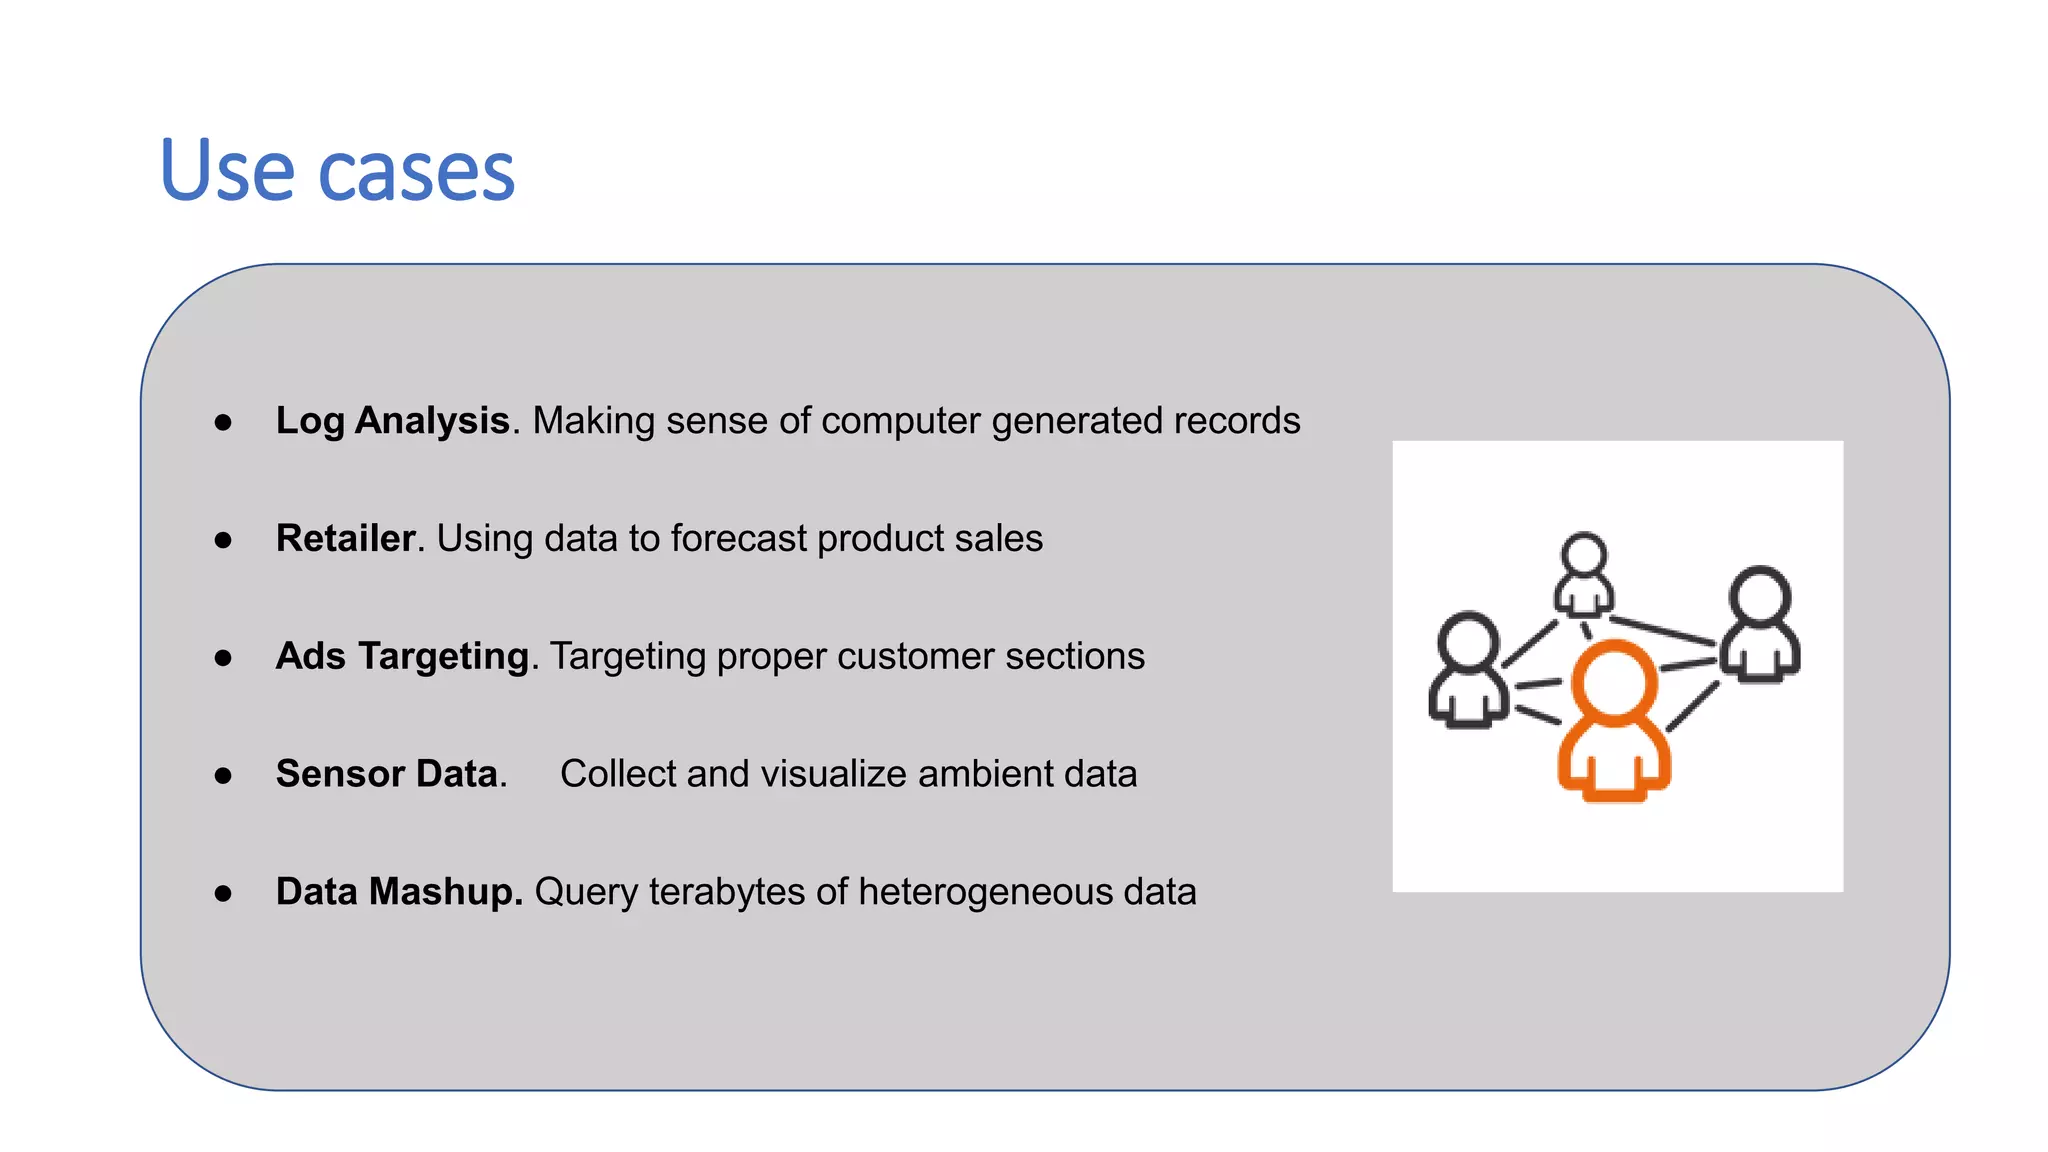 Use cases
● Log Analysis. Making sense of computer generated records
● Retailer. Using data to forecast product sales
● Ads Targeting. Targeting proper customer sections
● Sensor Data. Collect and visualize ambient data
● Data Mashup. Query terabytes of heterogeneous data